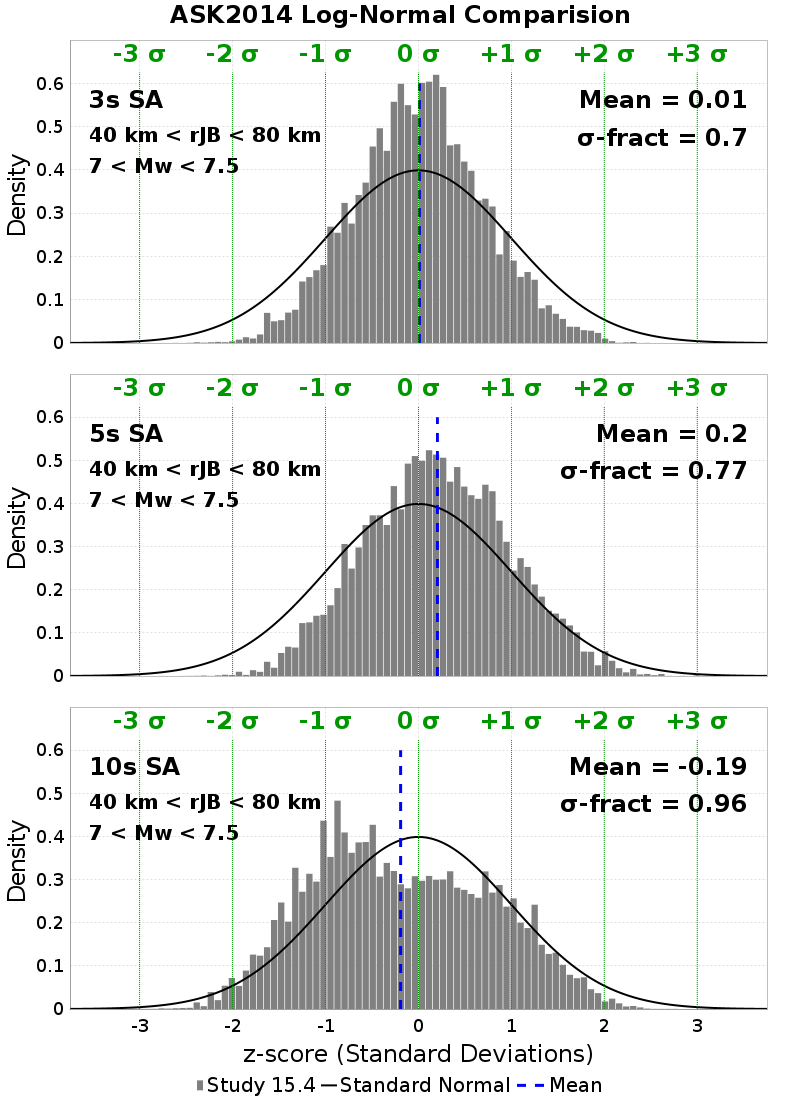 ASK2014 Log-Normal Comparision
-3 σ -2 σ -1 σ 0 σ +1 σ +2 σ +3 σ
3s SA
40 km < rJB < 80 km
7 < Mw < 7.5
Mean = 0.01
σ-fract = 0.7
Density
0.6
0.5
0.4
0.3
0.2
0.1
0
-3 σ -2 σ -1 σ 0 σ +1 σ +2 σ +3 σ
5s SA
40 km < rJB < 80 km
7 < Mw < 7.5
Mean = 0.2
σ-fract = 0.77
Density
0.6
0.5
0.4
0.3
0.2
0.1
0
-3 σ -2 σ -1 σ 0 σ +1 σ +2 σ +3 σ
10s SA
40 km < rJB < 80 km
7 < Mw < 7.5
Mean = -0.19
σ-fract = 0.96
Density
0.6
0.5
0.4
0.3
0.2
0.1
0
-3 -2 -1 0 1 2 3
z-score (Standard Deviations)
Study 15.4 Standard Normal Mean